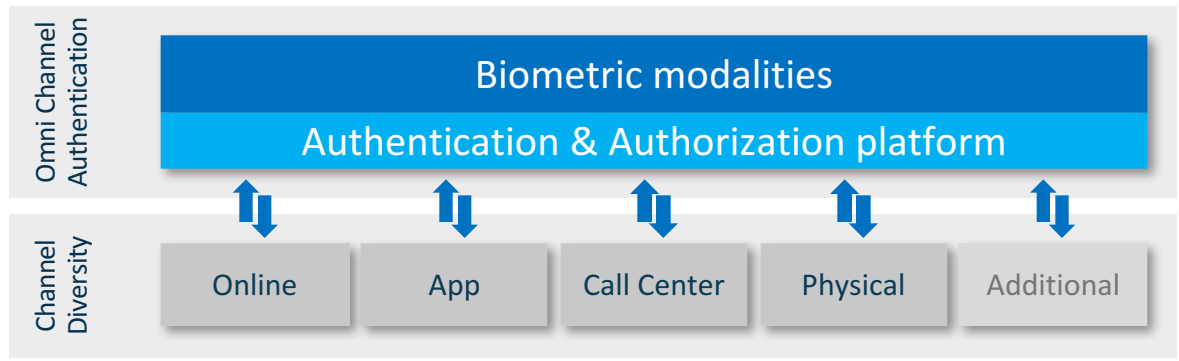 Omni Channel
Authentication
Biometric modalities
Authentication & Authorization platform
Channel
Diversity
Online
App
Call Center
Physical
Additional